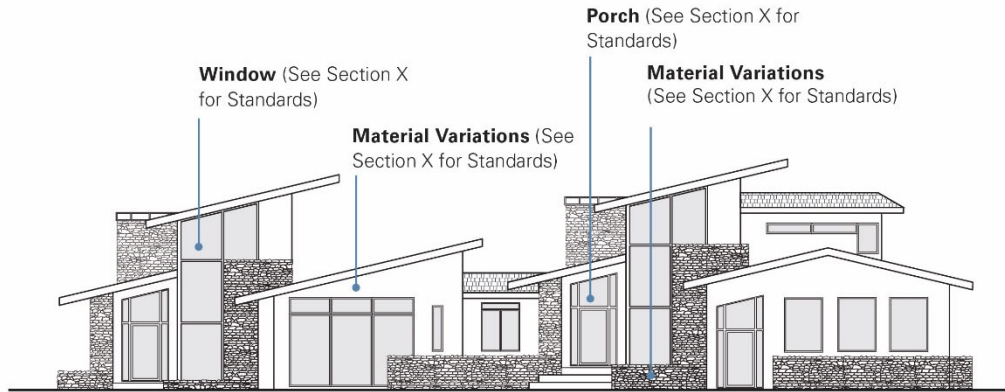 Porch (See Section X for
Standards)
Window (See Section X
for Standards)
Material Variations
(See Section X for Standards)
Material Variations (See
Section X for Standards)